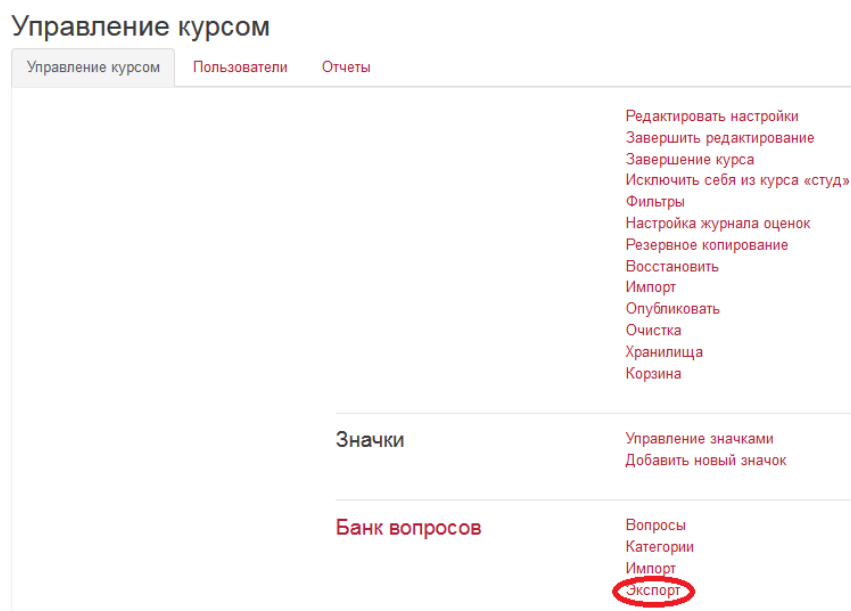 Управление курсом
Управление курсом Пользователи Отчеты
Редактировать настройки
Завершить редактирование
Завершение курса
Исключить себя из курса «студ»
Фильтры
Настройка журнала оценок
Резервное копирование
Восстановить
Импорт
Опубликовать
Очистка
Хранилища
Корзина
Значки
Управление значками
Добавить новый значок
Банк вопросов
Вопросы
Категории
Импорт
Экспорт